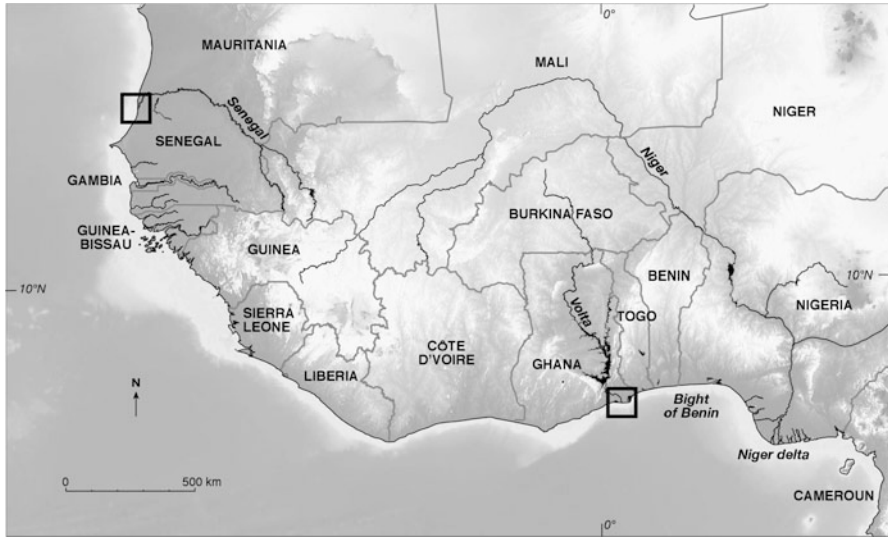 0°
MAURITANIA
MALI
NIGER
Senegal
SENEGAL
Niger
GAMBIA
BURKINA FASO
GUINEA-
BISSAU
GUINEA
BENIN
10°N
10°N
NIGERIA
SIERRA
LEONE
Volta
TOGO
CÔTE
D'VOIRE
GHANA
LIBERIA
N
Bight
of Benin
Niger delta
0
500 km
CAMEROUN
0°